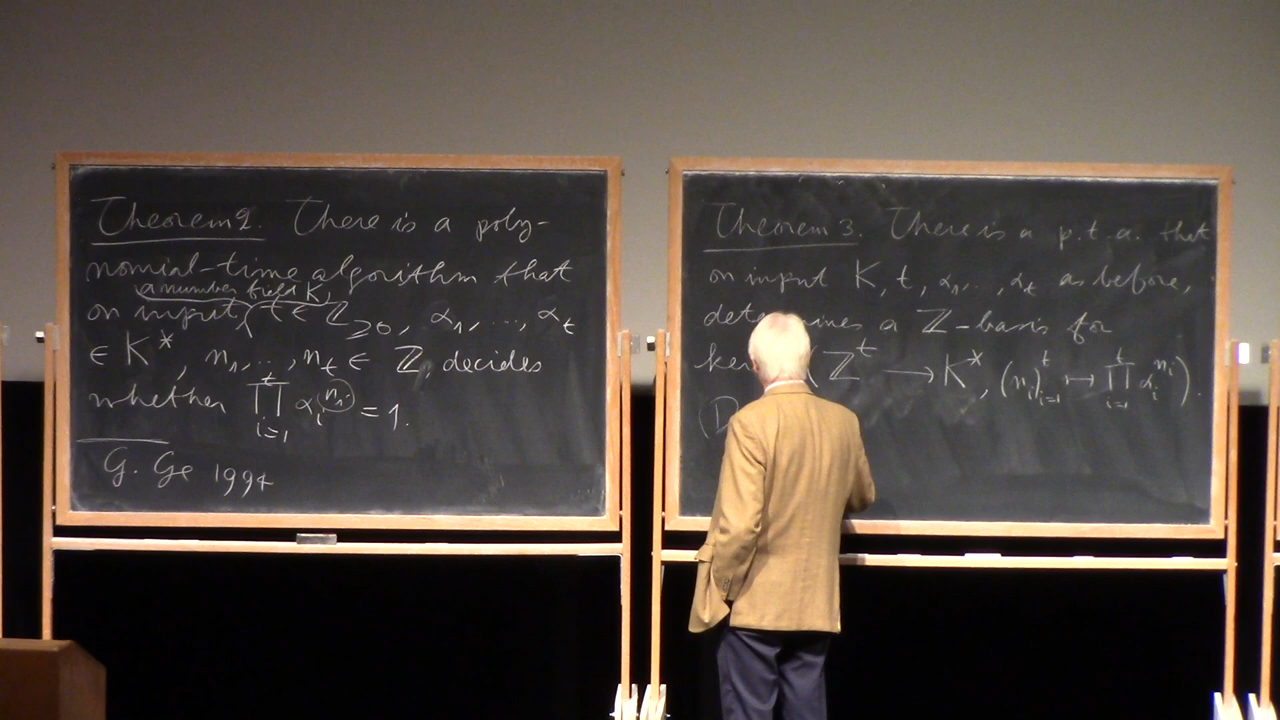 Theorem 2. There is a poly-
nomial-time algorithm that
a number field K,
on input t ∈ ℤ≥0, α₁, ..., αt
∈ K*, n₁, .., nt ∈ ℤ, decides
whether ∏_{i=1}^{t} αᵢ^{nᵢ} = 1.
G. Ge 1994
Theorem 3. There is a p.t.a. that
on input K, t, α₁, .., αt as before,
a ℤ-basis for
(ℤ^t → K*, (nᵢ)_{i=1}^{t} ↦ ∏_{i=1}^{t} αᵢ^{nᵢ}).